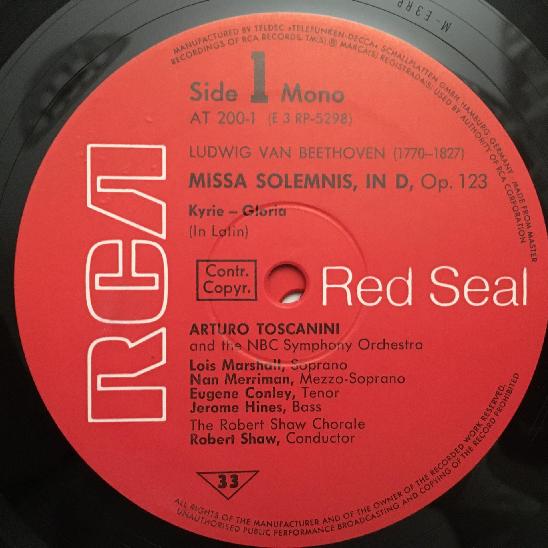 MANUFACTURED BY TELDEC »TELEFUNKEN-DECCA« SCHALLPLATTEN GMBH, HAMBURG, GERMANY MADE FROM MASTER
RECORDINGS OF RCA RECORDS. TM(S) ® MARCA(S) REGISTRADA(S) USED BY AUTHORITY OF RCA CORPORATION
Side 1 Mono
AT 200-1 (E 3 RP-5298)
LUDWIG VAN BEETHOVEN (1770–1827)
MISSA SOLEMNIS, IN D, Op. 123
Kyrie – Gloria
(In Latin)
Contr.
Copyr.
RCA
Red Seal
ARTURO TOSCANINI
and the NBC Symphony Orchestra
Lois Marshall, Soprano
Nan Merriman, Mezzo-Soprano
Eugene Conley, Tenor
Jerome Hines, Bass
The Robert Shaw Chorale
Robert Shaw, Conductor
33
ALL RIGHTS OF THE MANUFACTURER AND OF THE OWNER OF THE RECORDED WORK RESERVED.
UNAUTHORISED PUBLIC PERFORMANCE BROADCASTING AND COPYING OF THE RECORD PROHIBITED